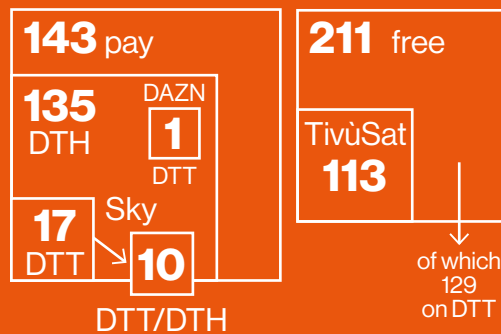 143 pay
135
DTH
DAZN
1
DTT
17
DTT
Sky
10
DTT/DTH
211 free
TivùSat
113
of which
129
on DTT